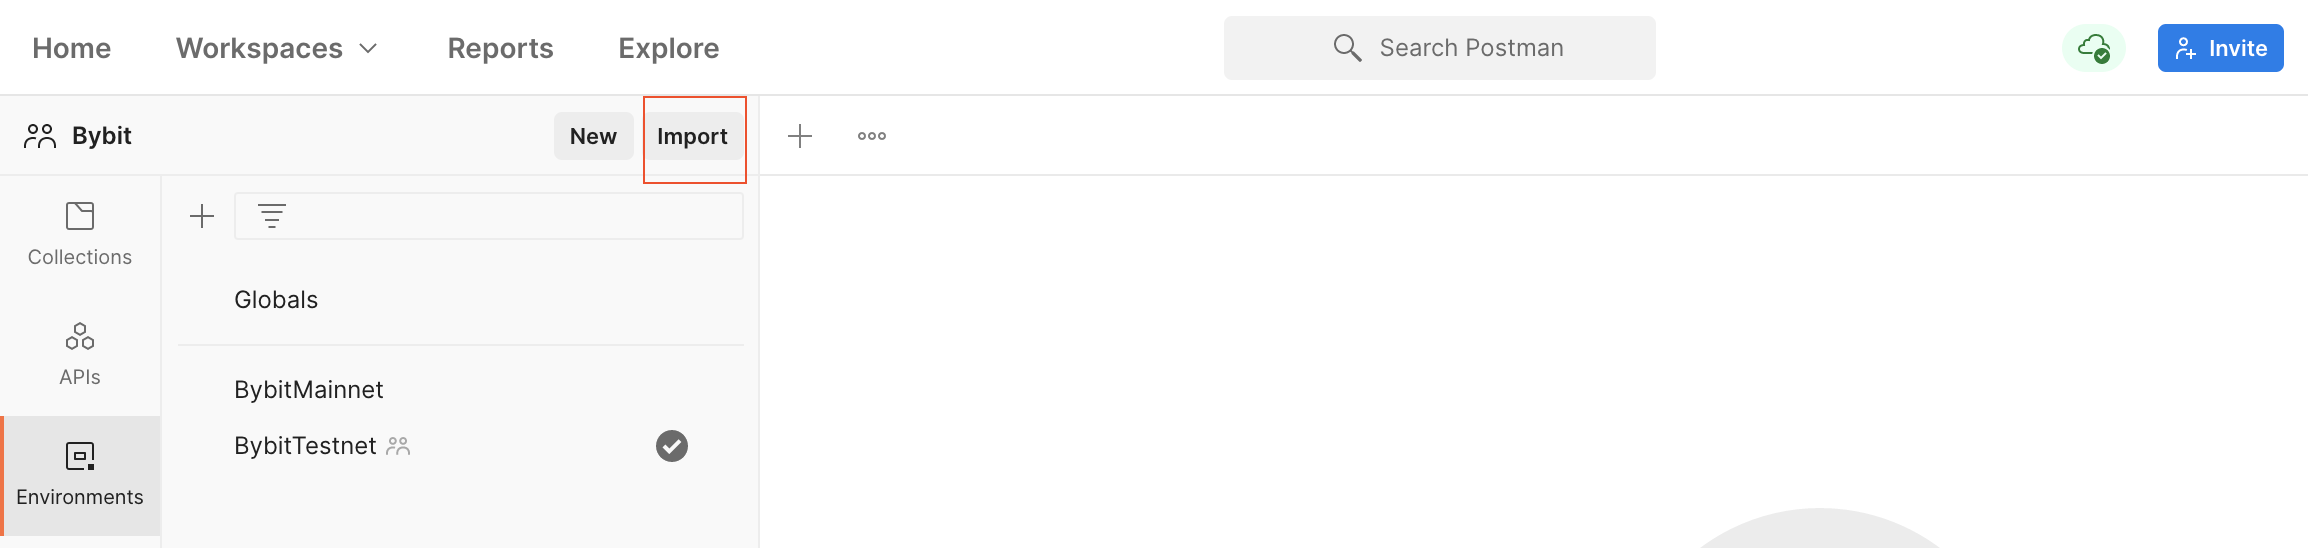 Home Workspaces Reports Explore Search Postman Invite
Bybit New Import
Collections
Globals
APIs
BybitMainnet
BybitTestnet
Environments